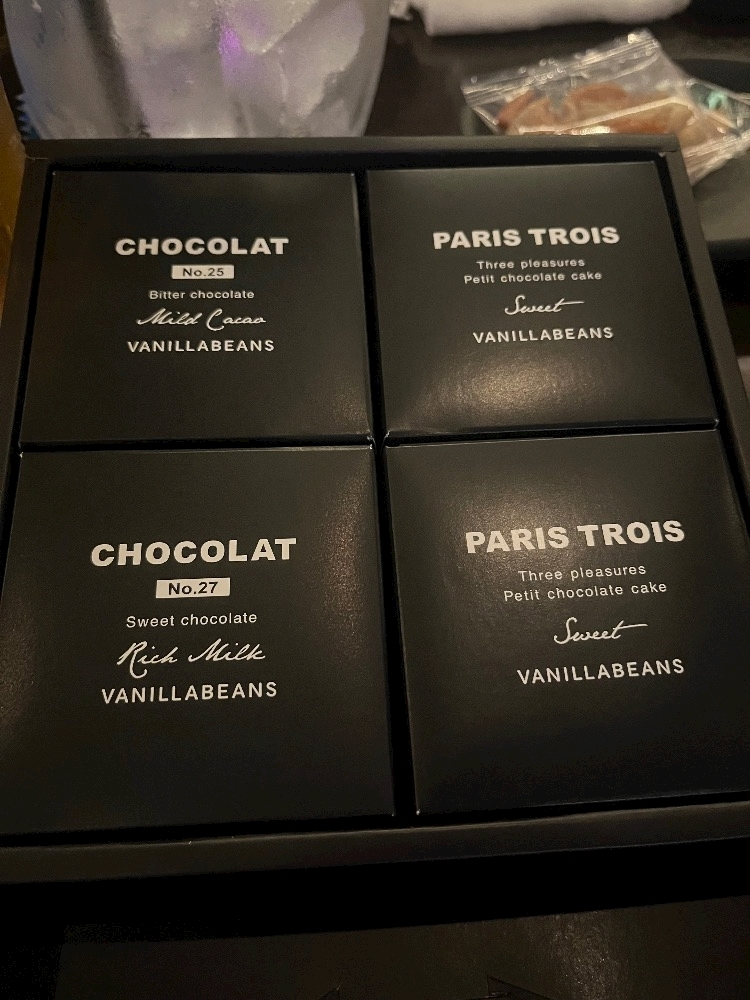 CHOCOLAT
No.25
Bitter chocolate
Mild Cacao
VANILLABEANS
PARIS TROIS
Three pleasures
Petit chocolate cake
Sweet
VANILLABEANS
CHOCOLAT
No.27
Sweet chocolate
Rich Milk
VANILLABEANS
PARIS TROIS
Three pleasures
Petit chocolate cake
Sweet
VANILLABEANS